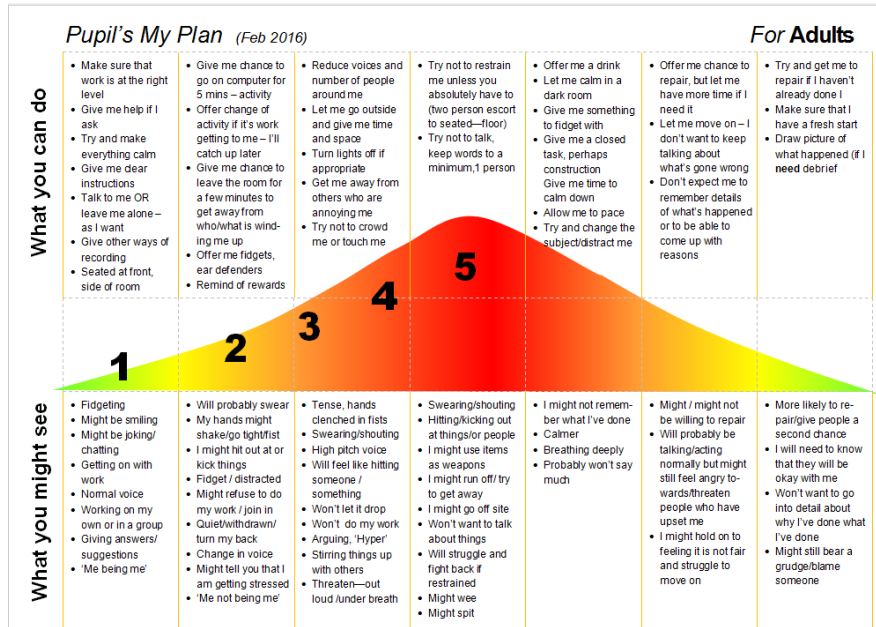 Pupil's My Plan (Feb 2016)
For Adults
What you can do
• Make sure that
work is at the right
level
• Give me help if I
ask
• Try and make
everything calm
• Give me clear
instructions
• Talk to me OR
leave me alone –
as I want
• Give other ways of
recording
• Seated at front,
side of room
• Give me chance to
go on computer for
5 mins – activity
• Offer change of
activity if it's work
getting to me – I'll
catch up later
• Give me chance to
leave the room for
a few minutes to
get away from
who/what is wind-
ing me up
• Offer me fidgets,
ear defenders
• Remind of rewards
• Reduce voices and
number of people
around me
• Let me go outside
and give me time
and space
• Turn lights off if
appropriate
• Get me away from
others who are
annoying me
• Try not to crowd
me or touch me
• Try not to restrain
me unless you
absolutely have to
(two person escort
to seated—floor)
• Try not to talk,
keep words to a
minimum,1 person
• Offer me a drink
• Let me calm in a
dark room
• Give me something
to fidget with
• Give me a closed
task, perhaps
construction
Give me time to
calm down
• Allow me to pace
• Try and change the
subject/distract me
• Offer me chance to
repair, but let me
have more time if I
need it
• Let me move on – I
don't want to keep
talking about
what's gone wrong
• Don't expect me to
remember details
of what's happened
or to be able to
come up with
reasons
• Try and get me to
repair if I haven't
already done I
• Make sure that I
have a fresh start
• Draw picture of
what happened (if I
need debrief
1
2
3
4
5
What you might see
• Fidgeting
• Might be smiling
• Might be joking/
chatting
• Getting on with
work
• Normal voice
• Working on my
own or in a group
• Giving answers/
suggestions
• 'Me being me'
• Will probably swear
• My hands might
shake/go tight/fist
• I might hit out at or
kick things
• Fidget / distracted
• Might refuse to do
my work / join in
• Quiet/withdrawn/
turn my back
• Change in voice
• Might tell you that I
am getting stressed
• 'Me not being me'
• Tense, hands
clenched in fists
• Swearing/shouting
• High pitch voice
• Will feel like hitting
someone /
something
• Won't let it drop
• Won't do my work
• Arguing, 'Hyper'
• Stirring things up
with others
• Threaten—out
loud /under breath
• Swearing/shouting
• Hitting/kicking out
at things/or people
• I might use items
as weapons
• I might run off/ try
to get away
• I might go off site
• Won't want to talk
about things
• Will struggle and
fight back if
restrained
• Might wee
• Might spit
• I might not remem-
ber what I've done
• Calmer
• Breathing deeply
• Probably won't say
much
• Might / might not
be willing to repair
• Will probably be
talking/acting
normally but might
still feel angry to-
wards/threaten
people who have
upset me
• I might hold on to
feeling it is not fair
and struggle to
move on
• More likely to re-
pair/give people a
second chance
• I will need to know
that they will be
okay with me
• Won't want to go
into detail about
why I've done what
I've done
• Might still bear a
grudge/blame
someone